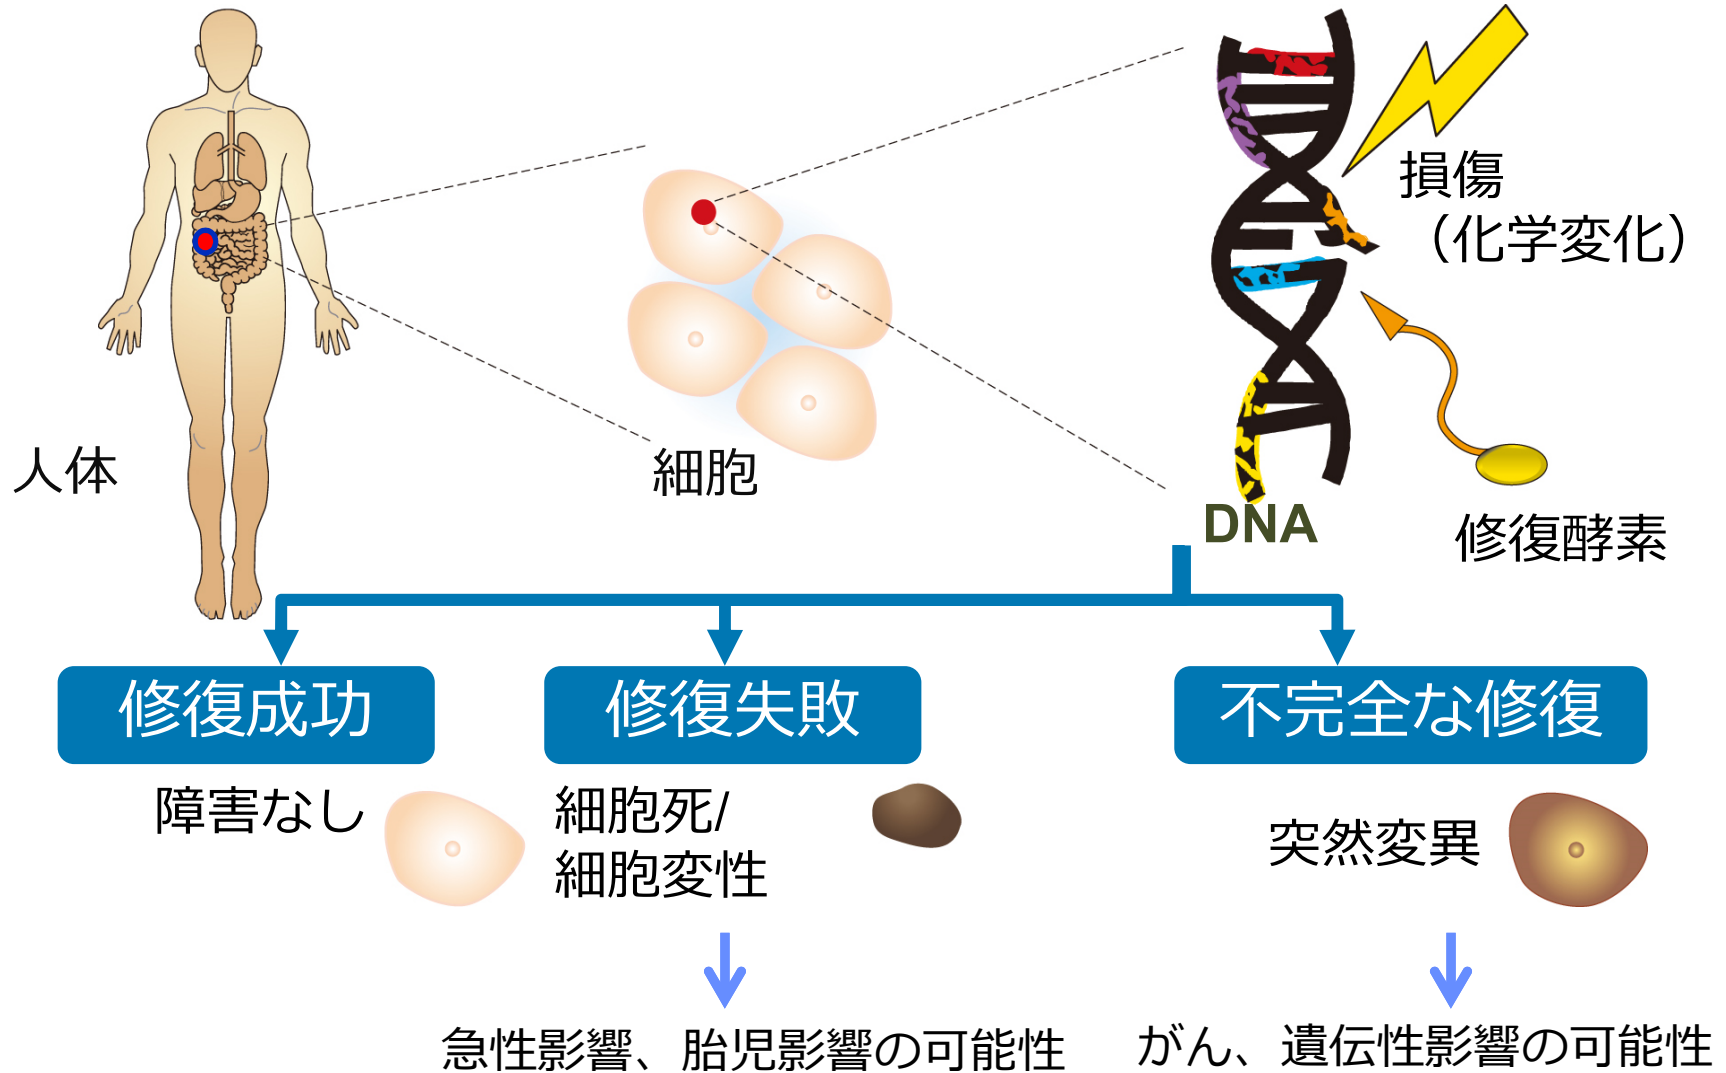 損傷
（化学変化）
人体
細胞
DNA
修復酵素
修復成功
修復失敗
不完全な修復
障害なし
細胞死/
細胞変性
突然変異
急性影響、胎児影響の可能性
がん、遺伝性影響の可能性